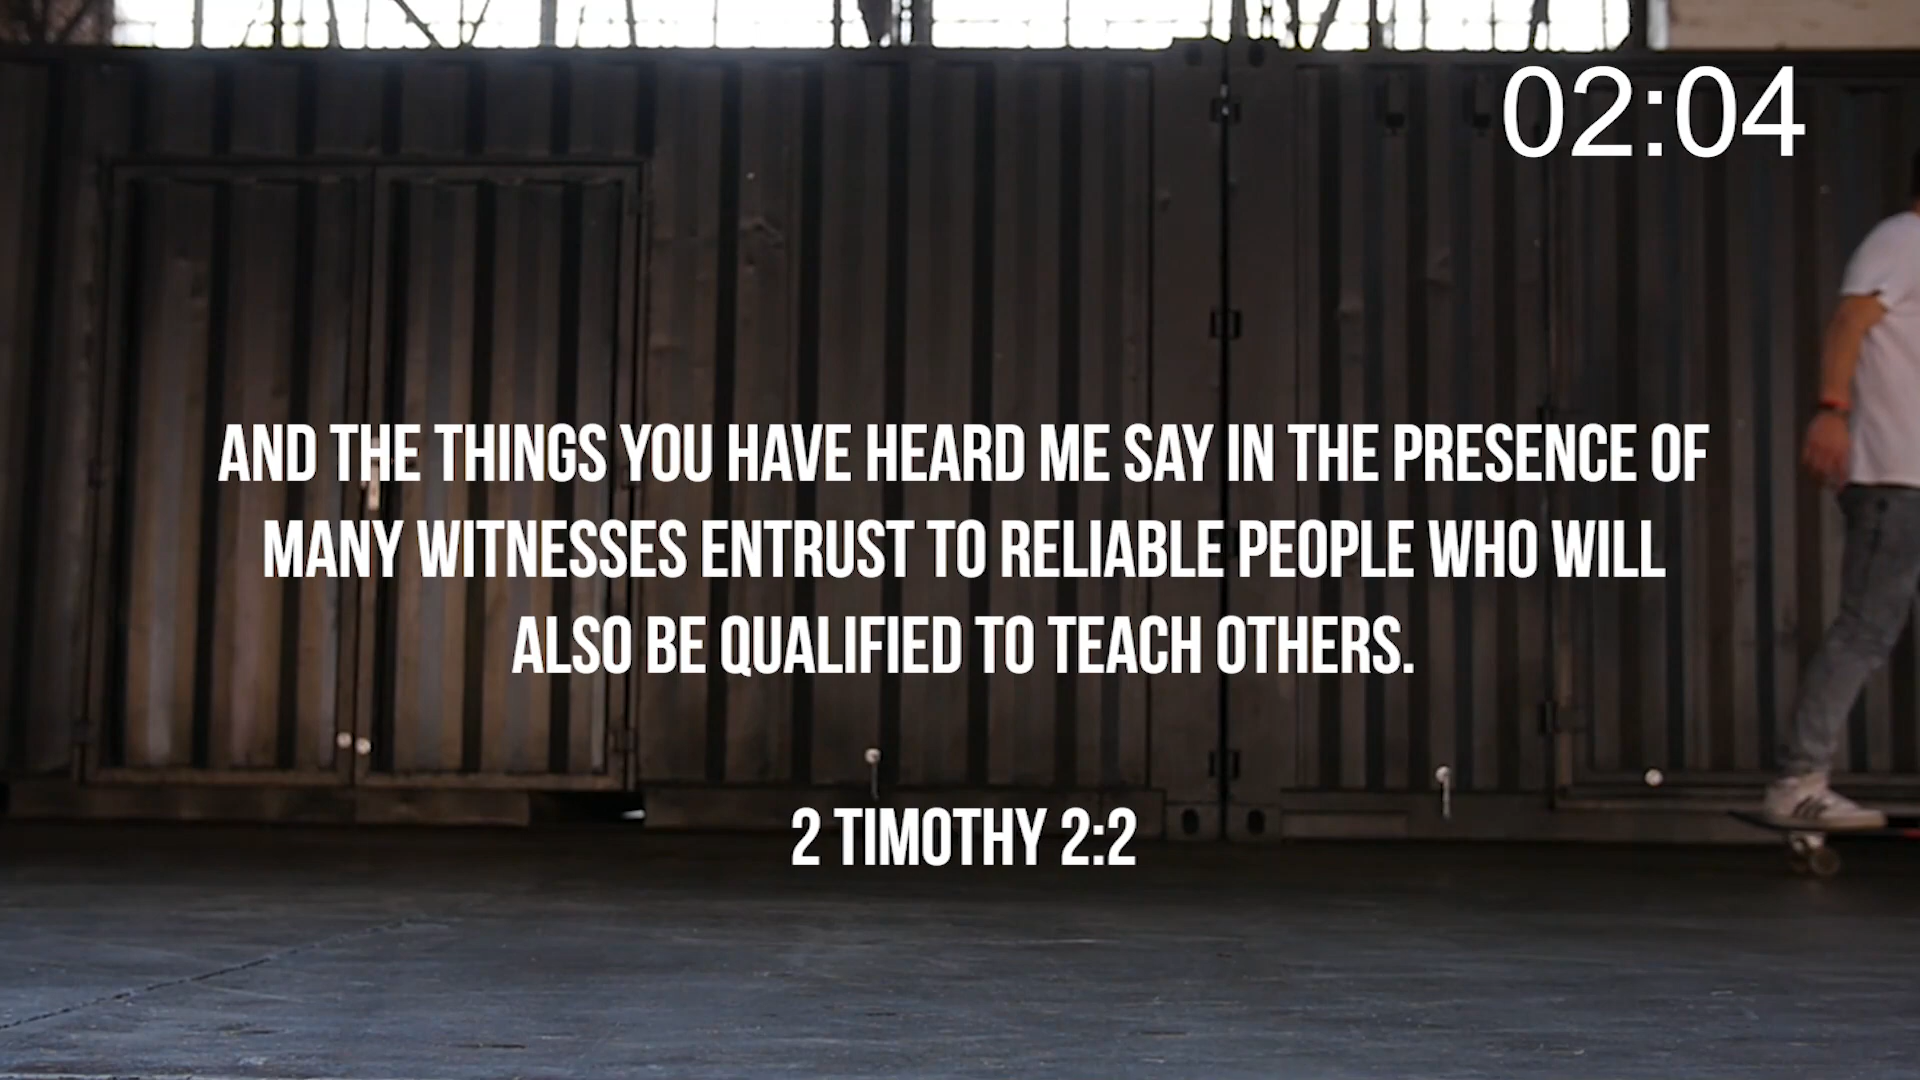 02:04
AND THE THINGS YOU HAVE HEARD ME SAY IN THE PRESENCE OF
MANY WITNESSES ENTRUST TO RELIABLE PEOPLE WHO WILL
ALSO BE QUALIFIED TO TEACH OTHERS.
2 TIMOTHY 2:2